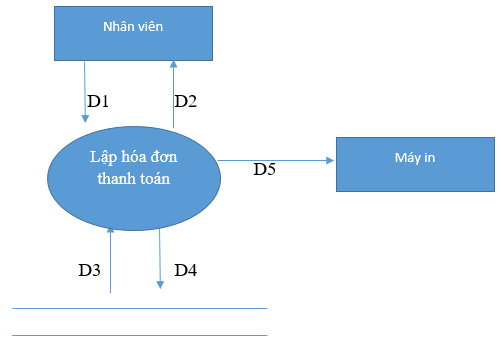 Nhân viên
D1
D2
Lập hóa đơn
thanh toán
D5
Máy in
D3
D4